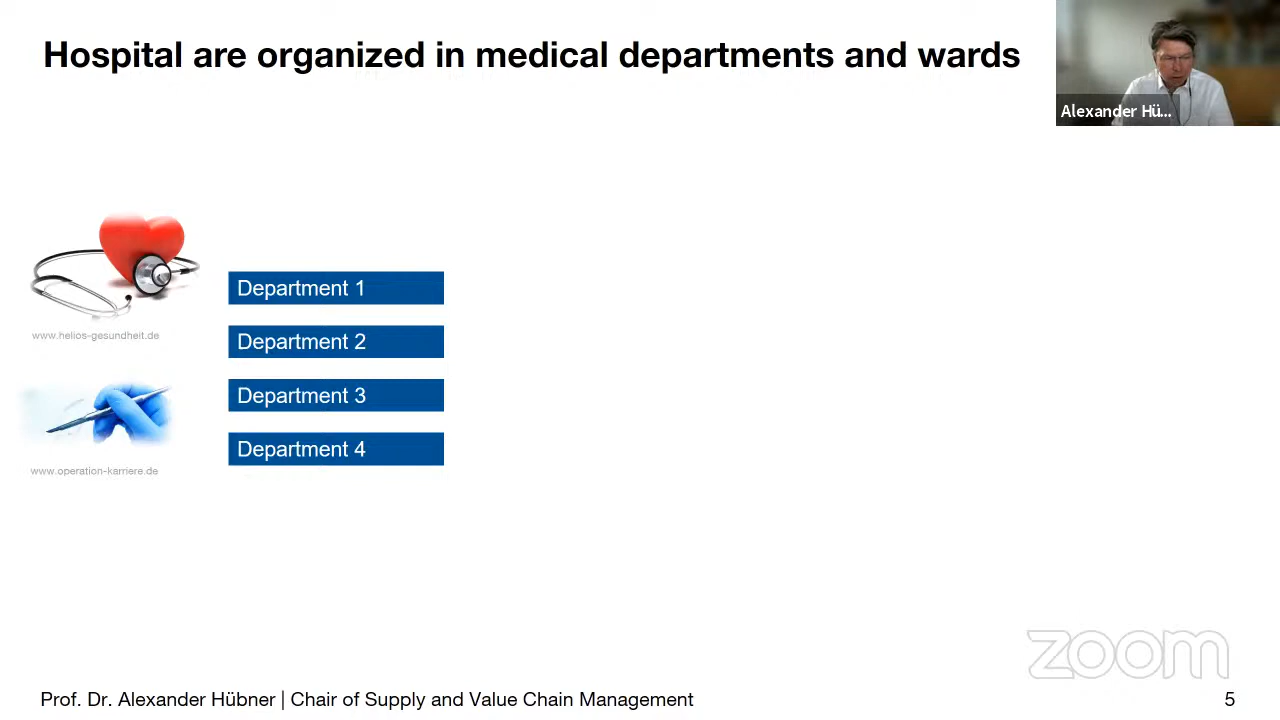 Hospital are organized in medical departments and wards
Alexander Hü...
www.helios-gesundheit.de
Department 1
Department 2
Department 3
Department 4
www.operation-karriere.de
zoom
Prof. Dr. Alexander Hübner | Chair of Supply and Value Chain Management
5